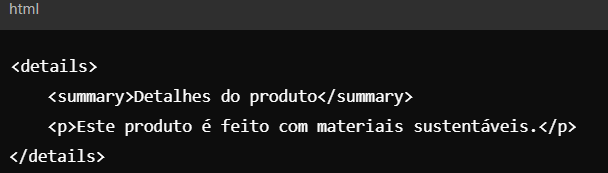 html
<details>
<summary>Detalhes do produto</summary>
<p>Este produto é feito com materiais sustentáveis.</p>
</details>